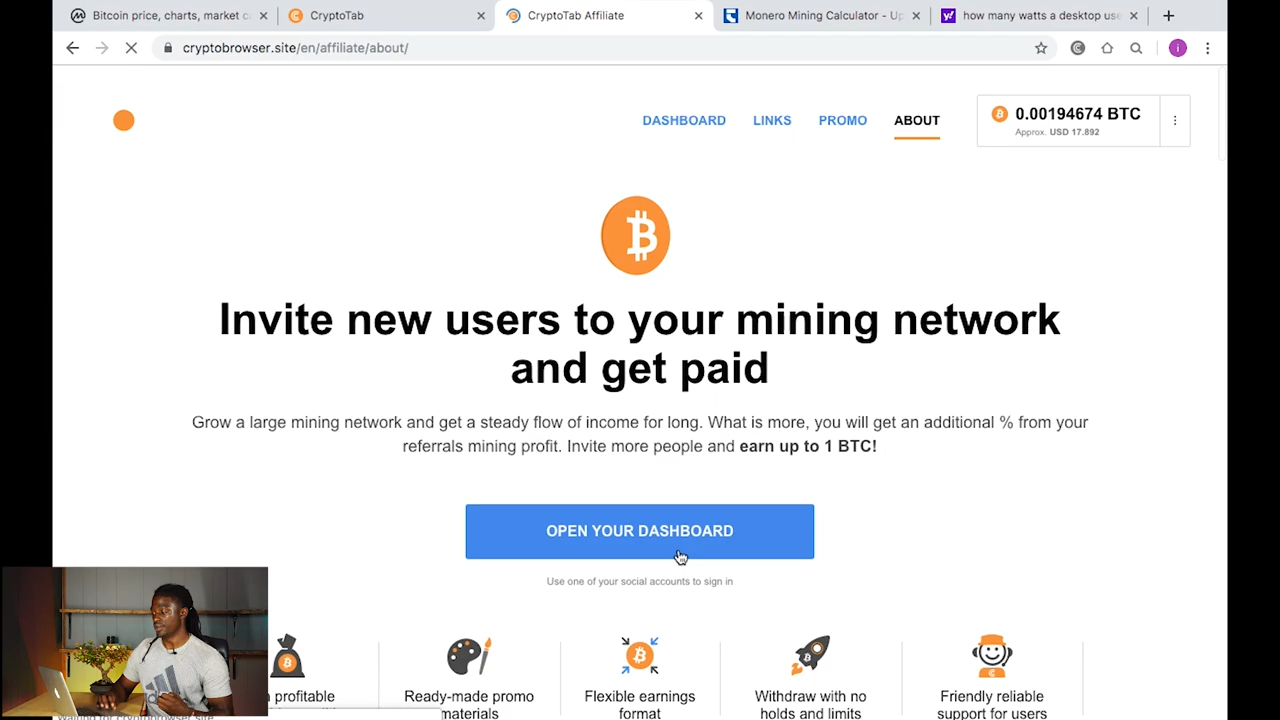 Bitcoin price, charts, market c
CryptoTab
CryptoTab Affiliate
Monero Mining Calculator - Up
how many watts a desktop use
cryptobrowser.site/en/affiliate/about/
DASHBOARD
LINKS
PROMO
ABOUT
0.00194674 BTC
Approx. USD 17.892
Invite new users to your mining network
and get paid
Grow a large mining network and get a steady flow of income for long. What is more, you will get an additional % from your
referrals mining profit. Invite more people and earn up to 1 BTC!
OPEN YOUR DASHBOARD
Use one of your social accounts to sign in
profitable
Ready-made promo
materials
Flexible earnings
format
Withdraw with no
holds and limits
Friendly reliable
support for users
Waiting for cryptobrowser.site